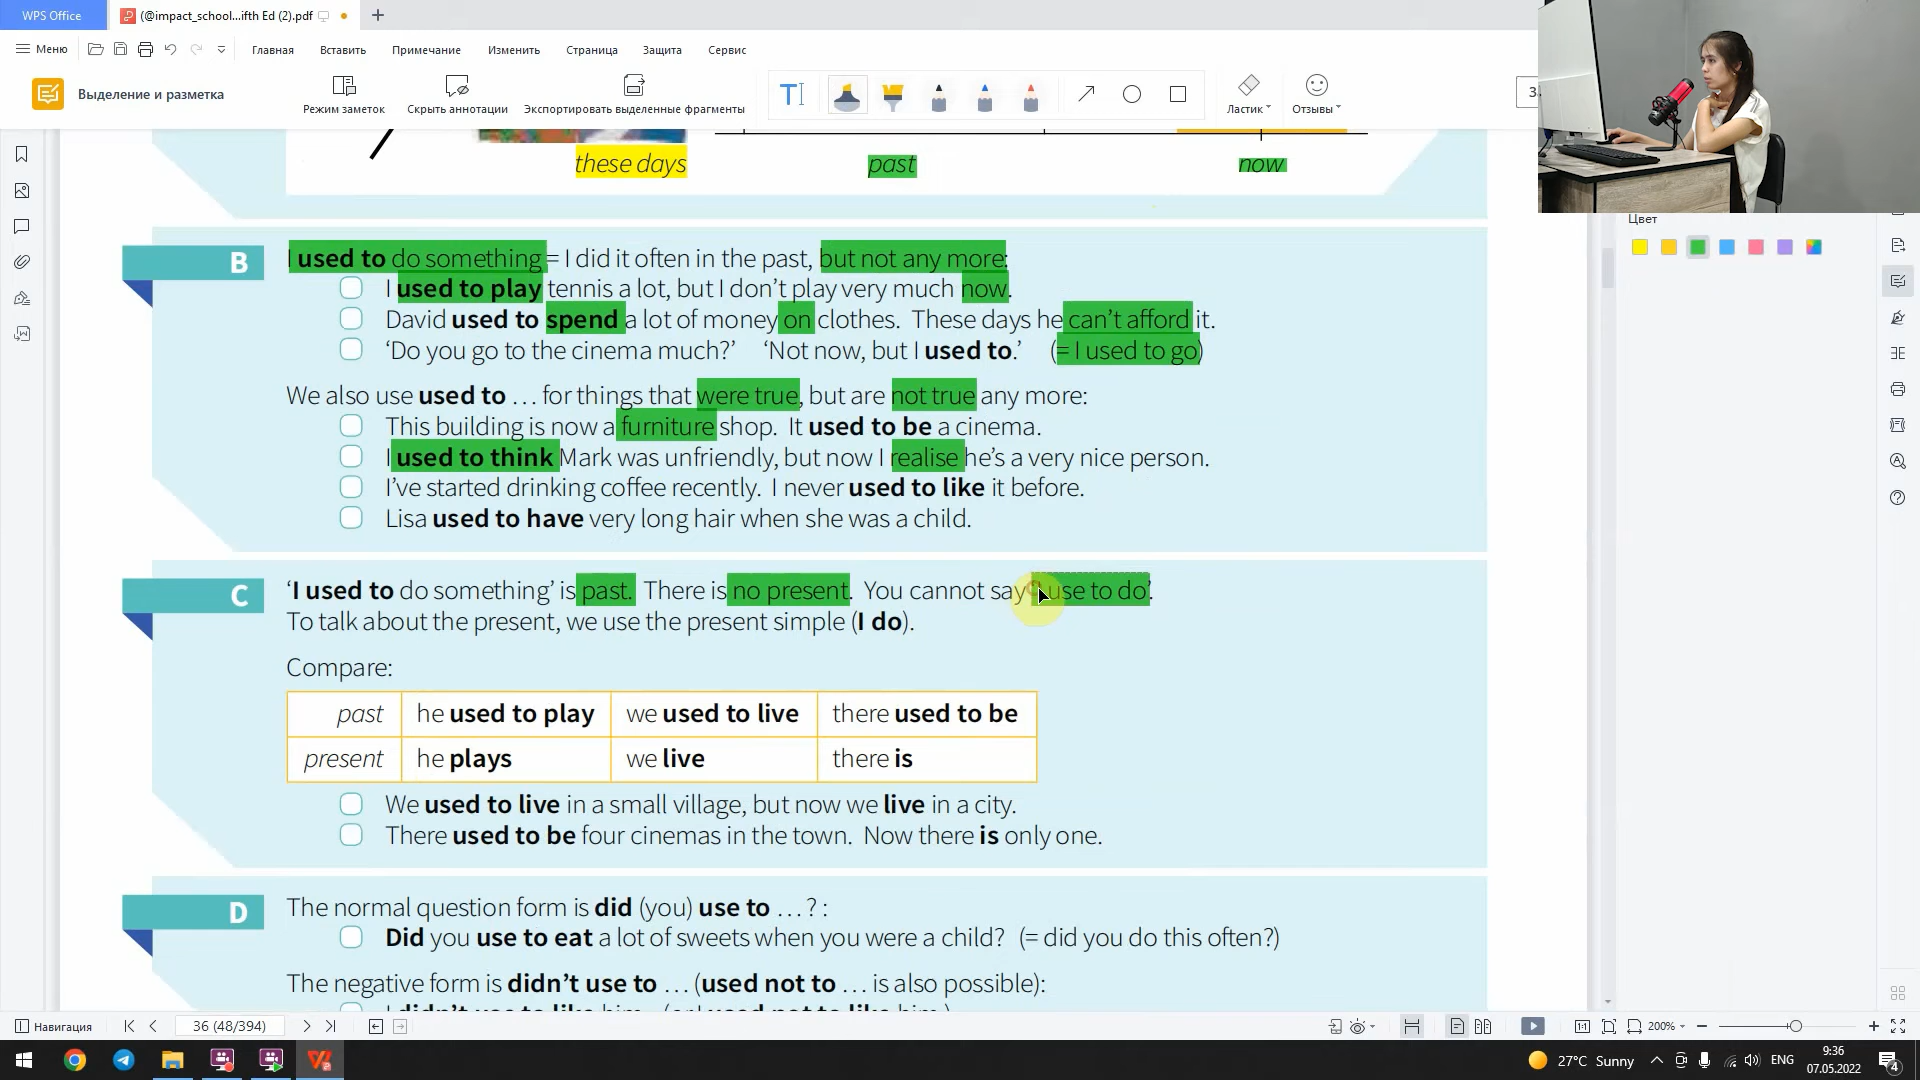 WPS Office
(@impact_school...ifth Ed (2).pdf
Меню
Главная
Вставить
Примечание
Изменить
Страница
Защита
Сервис
Выделение и разметка
Режим заметок
Скрыть аннотации
Экспортировать выделенные фрагменты
Ластик
Отзывы
Цвет
these days
past
now
B
I used to do something = I did it often in the past, but not any more:
I used to play tennis a lot, but I don’t play very much now.
David used to spend a lot of money on clothes. These days he can’t afford it.
‘Do you go to the cinema much?’ ‘Not now, but I used to.’ (= I used to go)
We also use used to … for things that were true, but are not true any more:
This building is now a furniture shop. It used to be a cinema.
I used to think Mark was unfriendly, but now I realise he’s a very nice person.
I’ve started drinking coffee recently. I never used to like it before.
Lisa used to have very long hair when she was a child.
C
‘I used to do something’ is past. There is no present. You cannot say ‘I use to do’.
To talk about the present, we use the present simple (I do).
Compare:
past he used to play we used to live there used to be
present he plays we live there is
We used to live in a small village, but now we live in a city.
There used to be four cinemas in the town. Now there is only one.
D
The normal question form is did (you) use to … ? :
Did you use to eat a lot of sweets when you were a child? (= did you do this often?)
The negative form is didn’t use to … (used not to … is also possible):
Навигация
36 (48/394)
200%
27°C Sunny
ENG
9:36
07.05.2022
4